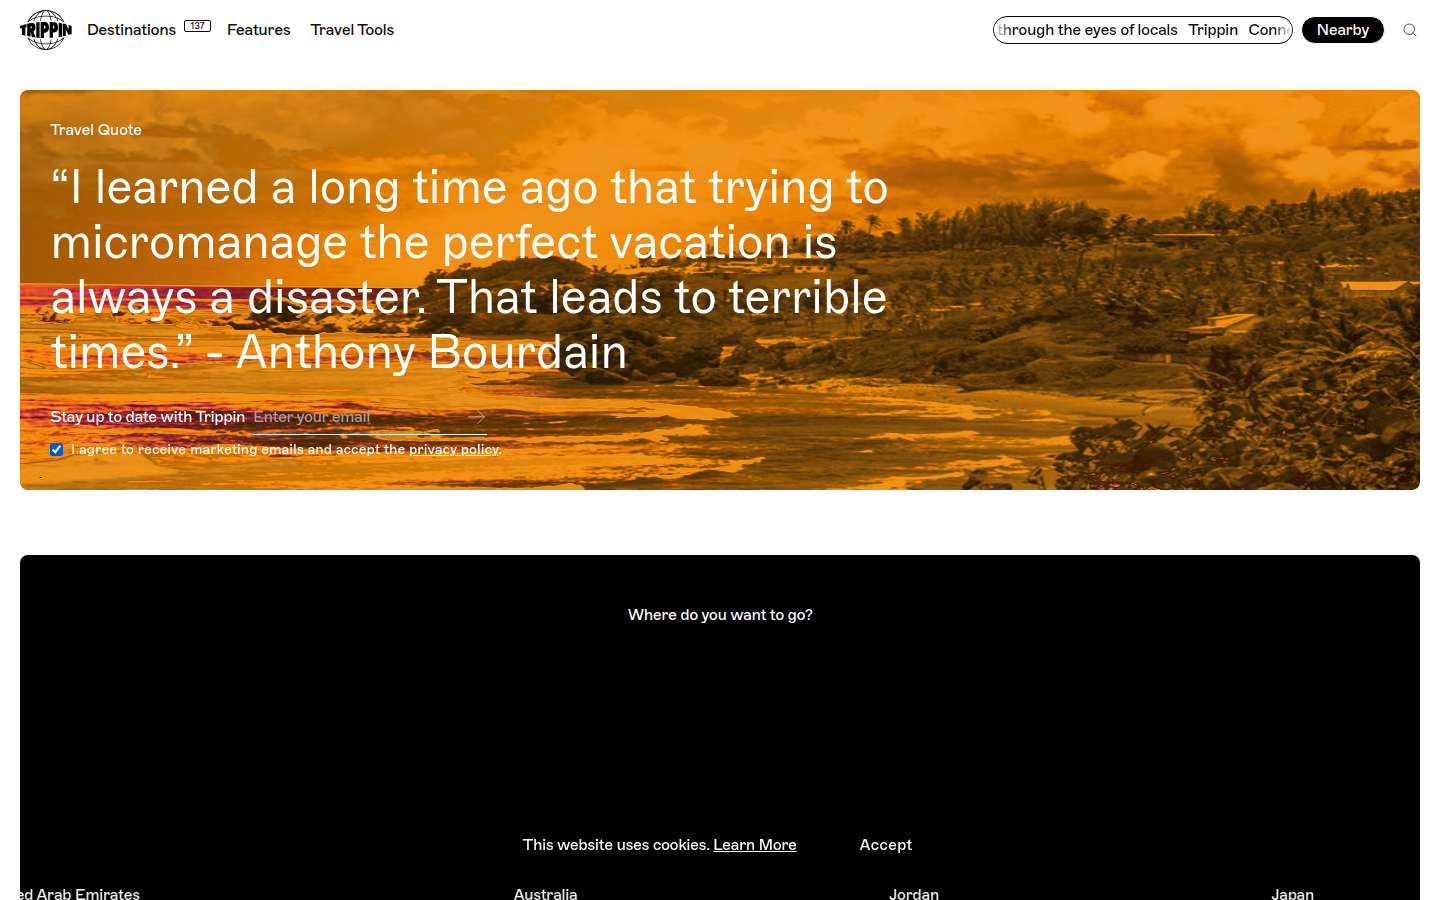 TRIPPIN
Destinations 137 Features Travel Tools
through the eyes of locals Trippin Conne
Nearby
Travel Quote
“I learned a long time ago that trying to
micromanage the perfect vacation is
always a disaster. That leads to terrible
times.” - Anthony Bourdain
Stay up to date with Trippin Enter your email
I agree to receive marketing emails and accept the privacy policy.
Where do you want to go?
This website uses cookies. Learn More Accept
ed Arab Emirates Australia Jordan Japan